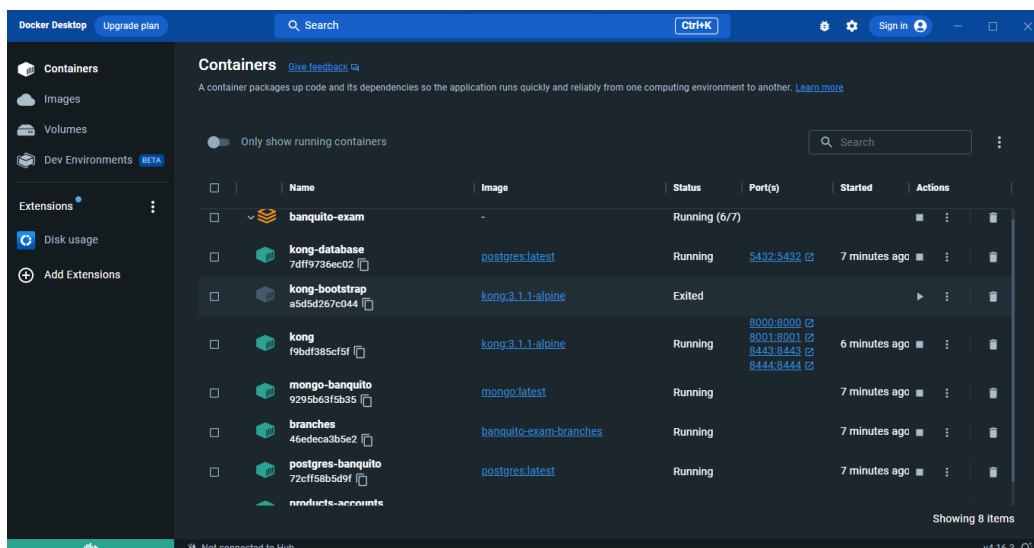 Docker Desktop Upgrade plan Search Ctrl+K Sign in
Containers
Images
Volumes
Dev Environments BETA
Extensions
Disk usage
Add Extensions
Containers Give feedback
A container packages up code and its dependencies so the application runs quickly and reliably from one computing environment to another. Learn more
Only show running containers Search
Name Image Status Port(s) Started Actions
banquito-exam - Running (6/7)
kong-database
7dff9736ec02 postgres:latest Running 5432:5432 7 minutes ago
kong-bootstrap
a5d5d267c044 kong:3.1.1-alpine Exited
kong
f9bdf385cf5f kong:3.1.1-alpine Running 8000:8000
8001:8001 6 minutes ago
8443:8443
8444:8444
mongo-banquito
9295b63f5b35 mongo:latest Running 7 minutes ago
branches
46edeca3b5e2 banquito-exam-branches Running 7 minutes ago
postgres-banquito
72cff58b5d9f postgres:latest Running 7 minutes ago
products-accounts
Showing 8 items
Not connected to Hub v4.16.3